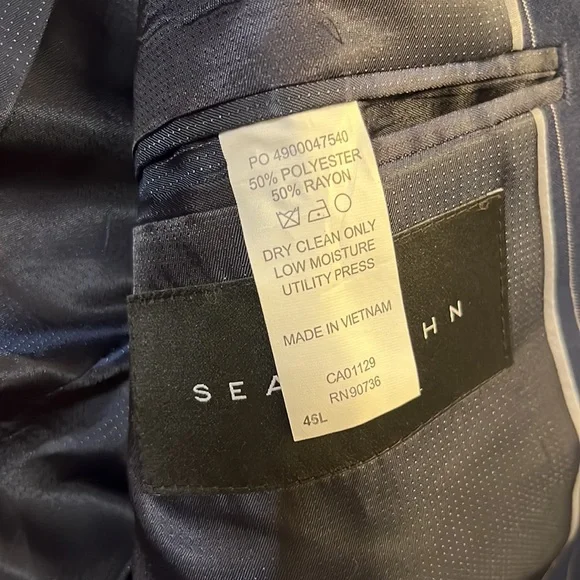 PO 4900047540
50% POLYESTER
50% RAYON
DRY CLEAN ONLY
LOW MOISTURE
UTILITY PRESS
MADE IN VIETNAM
CA01129
RN90736
46L
SEA HN